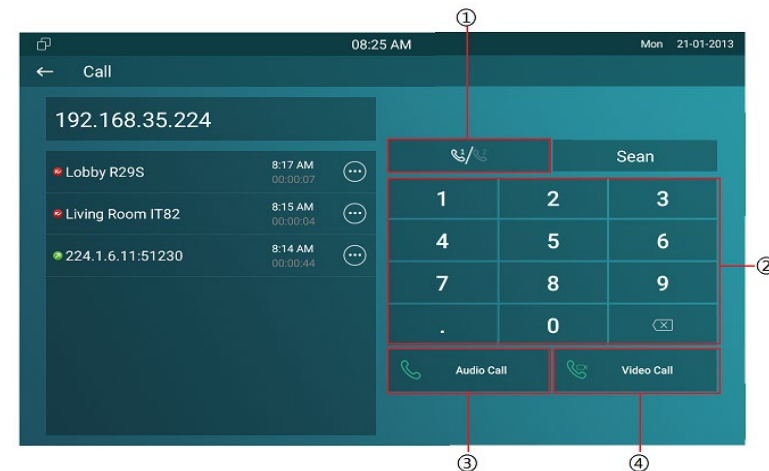 ①
08:25 AM Mon 21-01-2013
← Call
192.168.35.224
1/2 Sean
Lobby R29S 8:17 AM
00:00:07
Living Room IT82 8:15 AM
00:00:04
224.1.6.11:51230 8:14 AM
00:00:44
1 2 3
4 5 6
7 8 9
. 0
②
Audio Call Video Call
③ ④